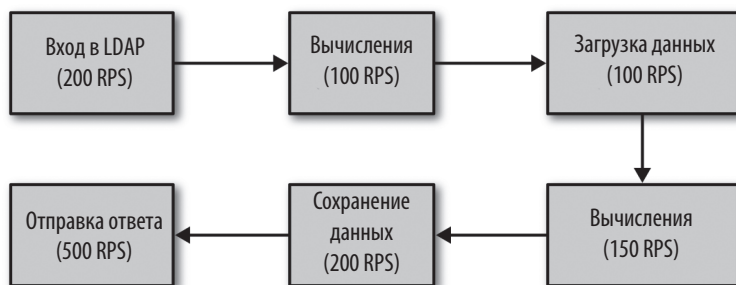 Вход в LDAP
(200 RPS)
Вычисления
(100 RPS)
Загрузка данных
(100 RPS)
Вычисления
(150 RPS)
Сохранение
данных
(200 RPS)
Отправка ответа
(500 RPS)